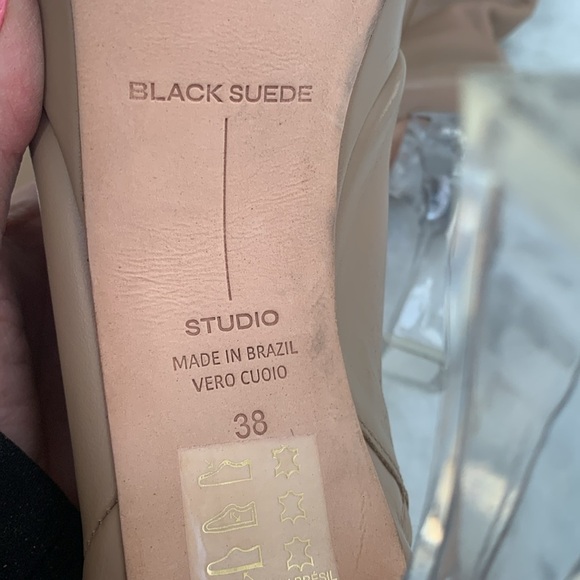 BLACK SUEDE
STUDIO
MADE IN BRAZIL
VERO CUOIO
38